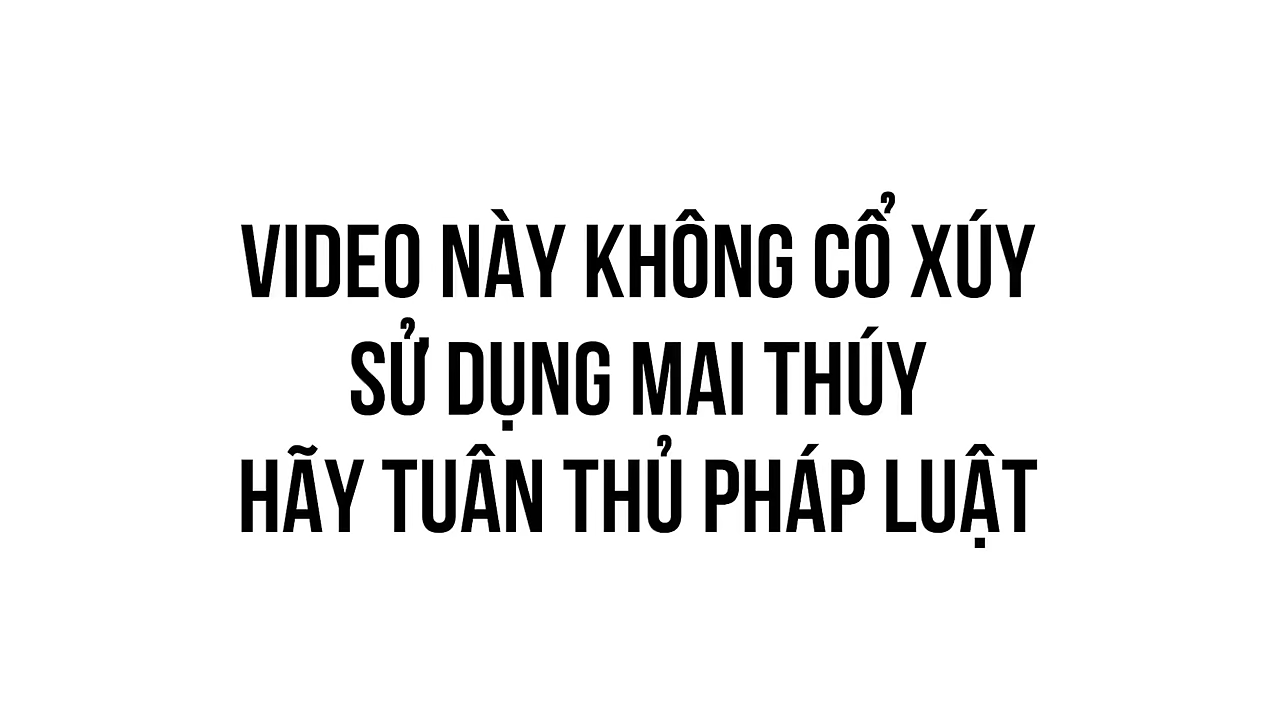 VIDEO NÀY KHÔNG CỔ XÚY
SỬ DỤNG MAI THÚY
HÃY TUÂN THỦ PHÁP LUẬT